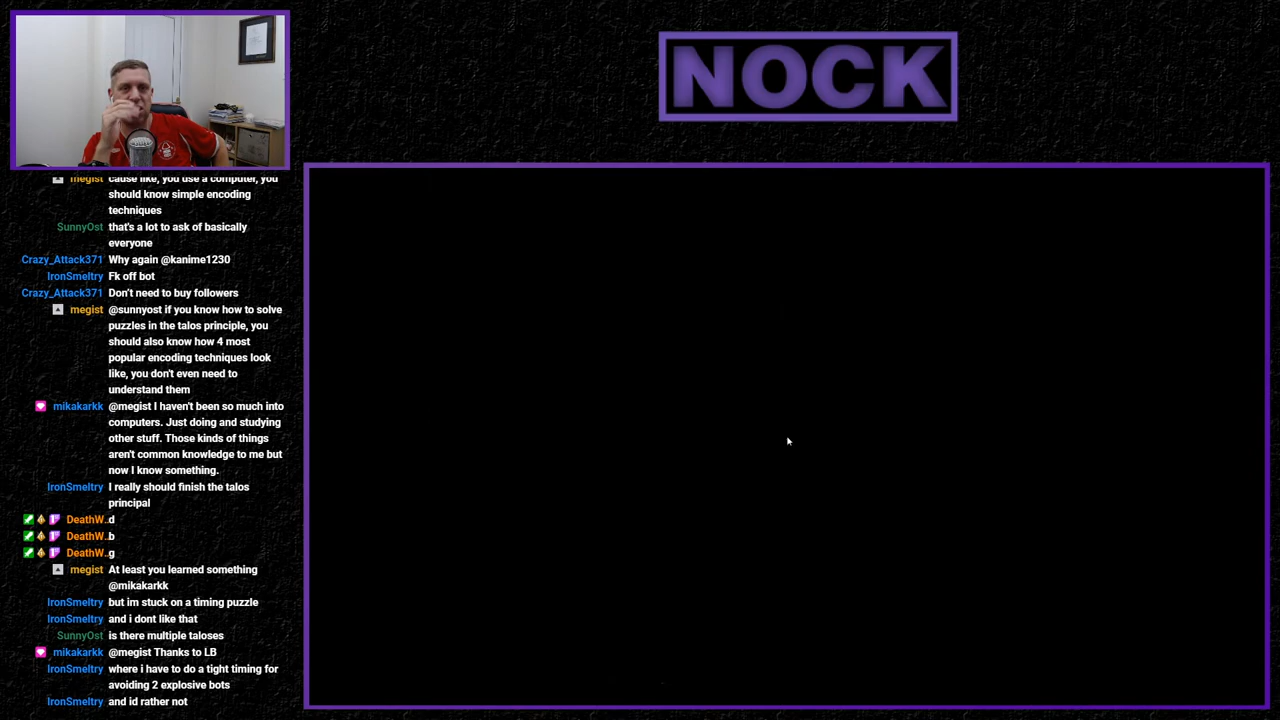 NOCK
megist cause like, you use a computer, you
should know simple encoding
techniques
SunnyOst that's a lot to ask of basically
everyone
Crazy_Attack371 Why again @kanime1230
IronSmeltry Fk off bot
Crazy_Attack371 Don't need to buy followers
megist @sunnyost if you know how to solve
puzzles in the talos principle, you
should also know how 4 most
popular encoding techniques look
like, you don't even need to
understand them
mikakarkk @megist I haven't been so much into
computers. Just doing and studying
other stuff. Those kinds of things
aren't common knowledge to me but
now I know something.
IronSmeltry I really should finish the talos
principal
DeathW.. d
DeathW.. b
DeathW.. g
megist At least you learned something
@mikakarkk
IronSmeltry but im stuck on a timing puzzle
IronSmeltry and i dont like that
SunnyOst is there multiple taloses
mikakarkk @megist Thanks to LB
IronSmeltry where i have to do a tight timing for
avoiding 2 explosive bots
IronSmeltry and id rather not